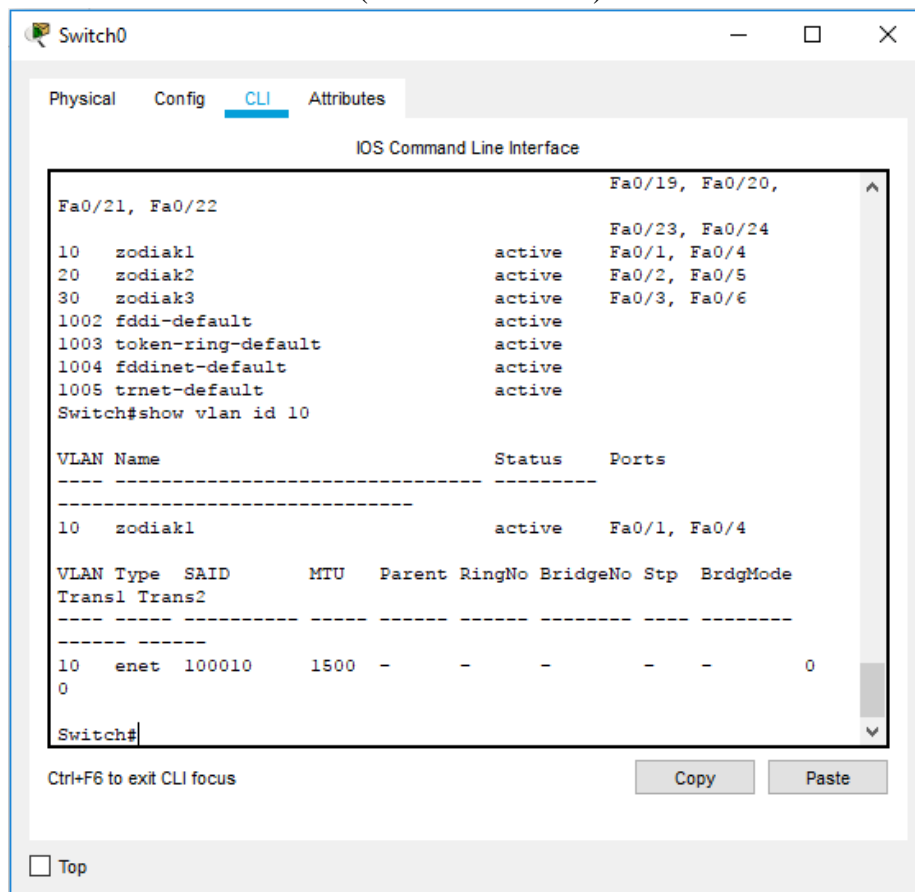 Switch0
Physical Config CLI Attributes
IOS Command Line Interface
Fa0/19, Fa0/20,
Fa0/21, Fa0/22
Fa0/23, Fa0/24
10 zodiak1 active Fa0/1, Fa0/4
20 zodiak2 active Fa0/2, Fa0/5
30 zodiak3 active Fa0/3, Fa0/6
1002 fddi-default active
1003 token-ring-default active
1004 fddinet-default active
1005 trnet-default active
Switch#show vlan id 10
VLAN Name Status Ports
---- -------------------------------- ---------
-------------------------------
10 zodiak1 active Fa0/1, Fa0/4
VLAN Type SAID MTU Parent RingNo BridgeNo Stp BrdgMode
Trans1 Trans2
---- ----- ---------- ----- ------ ------ -------- ---- --------
------ ------
10 enet 100010 1500 - - - - - 0
0
Switch#
Ctrl+F6 to exit CLI focus
Copy Paste
Top